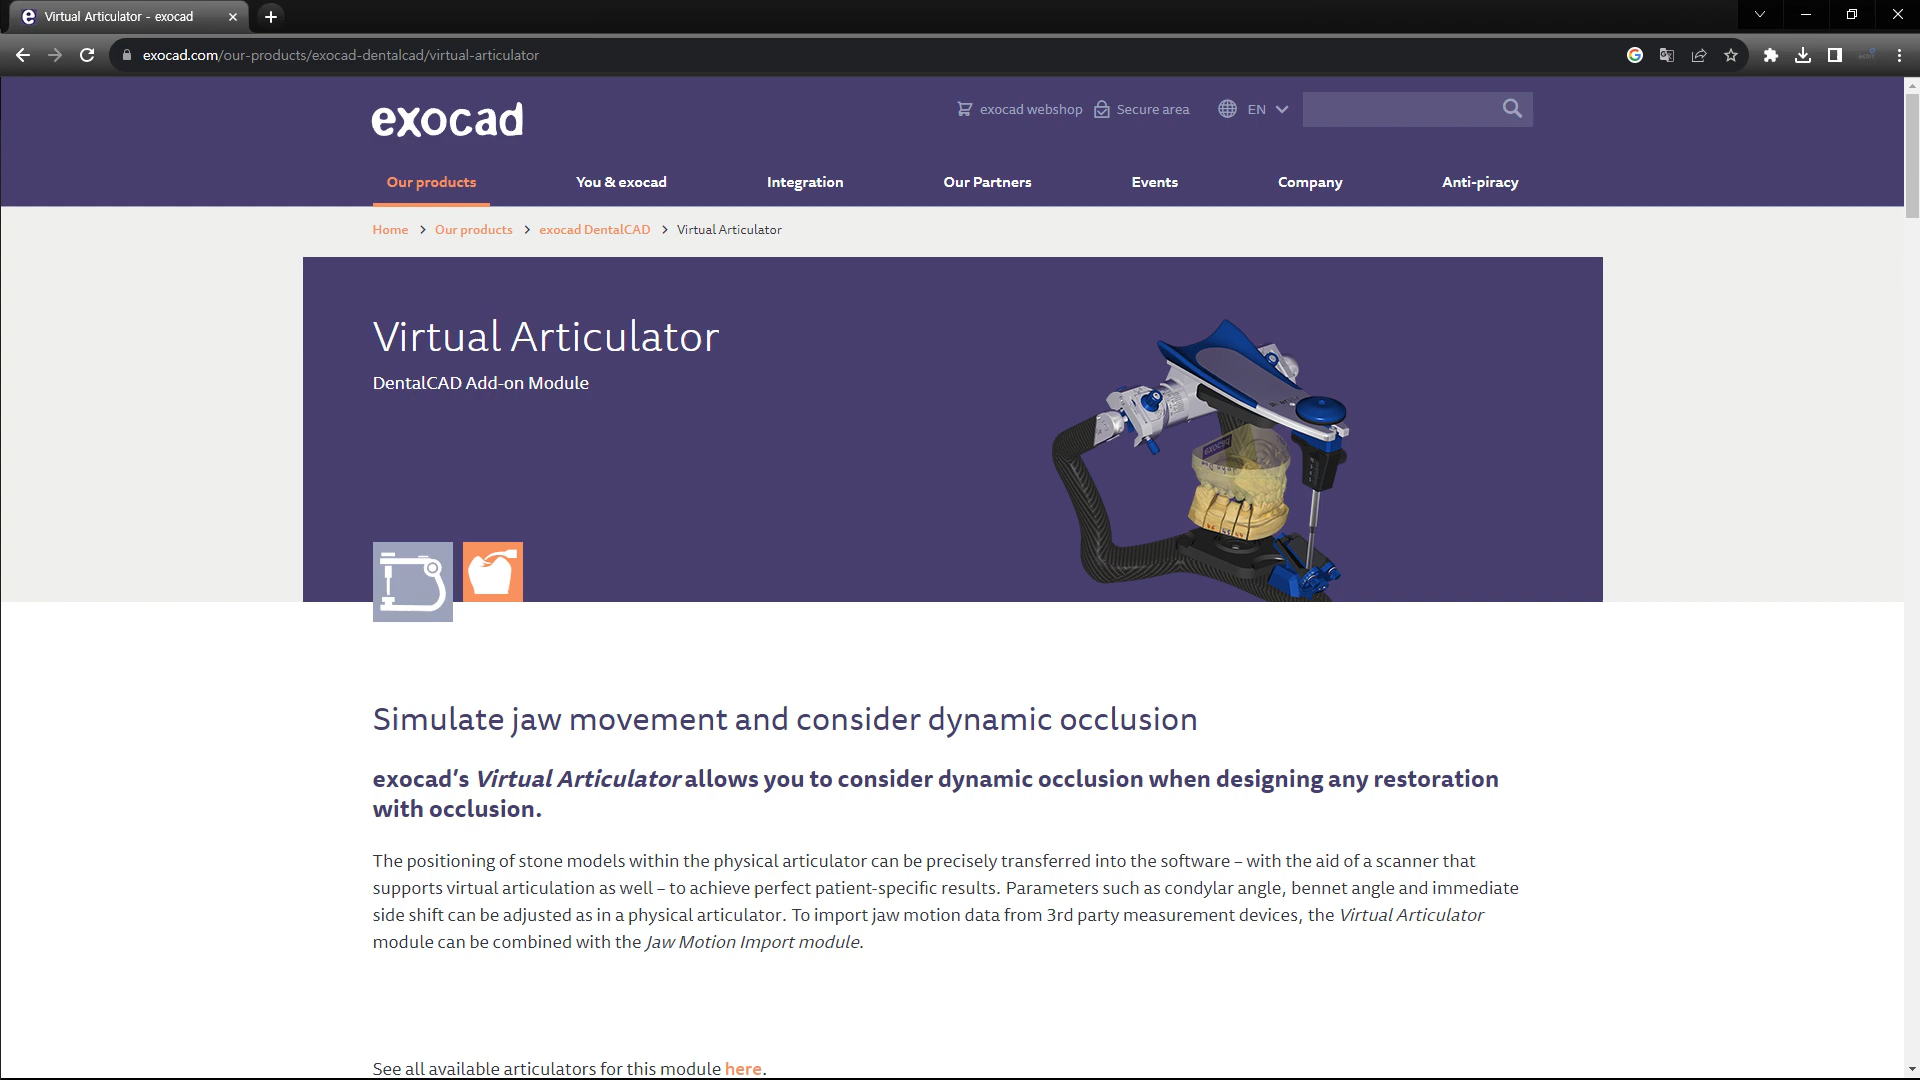 Virtual Articulator - exocad
exocad.com/our-products/exocad-dentalcad/virtual-articulator
exocad
exocad webshop
Secure area
EN
Our products
You & exocad
Integration
Our Partners
Events
Company
Anti-piracy
Home > Our products > exocad DentalCAD > Virtual Articulator
Virtual Articulator
DentalCAD Add-on Module
exocad
Simulate jaw movement and consider dynamic occlusion
exocad’s Virtual Articulator allows you to consider dynamic occlusion when designing any restoration
with occlusion.
The positioning of stone models within the physical articulator can be precisely transferred into the software – with the aid of a scanner that
supports virtual articulation as well – to achieve perfect patient-specific results. Parameters such as condylar angle, bennet angle and immediate
side shift can be adjusted as in a physical articulator. To import jaw motion data from 3rd party measurement devices, the Virtual Articulator
module can be combined with the Jaw Motion Import module.
See all available articulators for this module here.